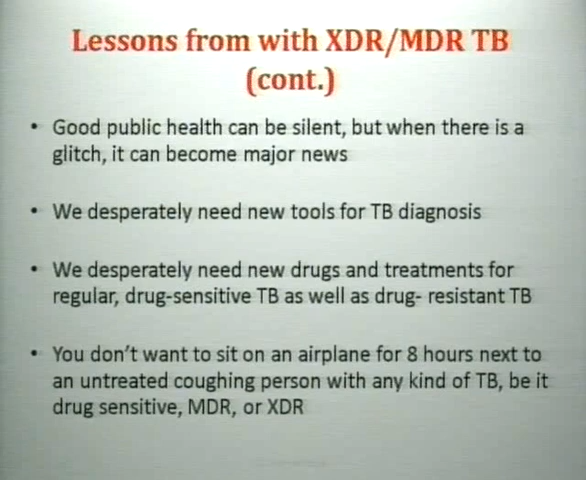 Lessons from with XDR/MDR TB
(cont.)
• Good public health can be silent, but when there is a
glitch, it can become major news
• We desperately need new tools for TB diagnosis
• We desperately need new drugs and treatments for
regular, drug-sensitive TB as well as drug- resistant TB
• You don't want to sit on an airplane for 8 hours next to
an untreated coughing person with any kind of TB, be it
drug sensitive, MDR, or XDR